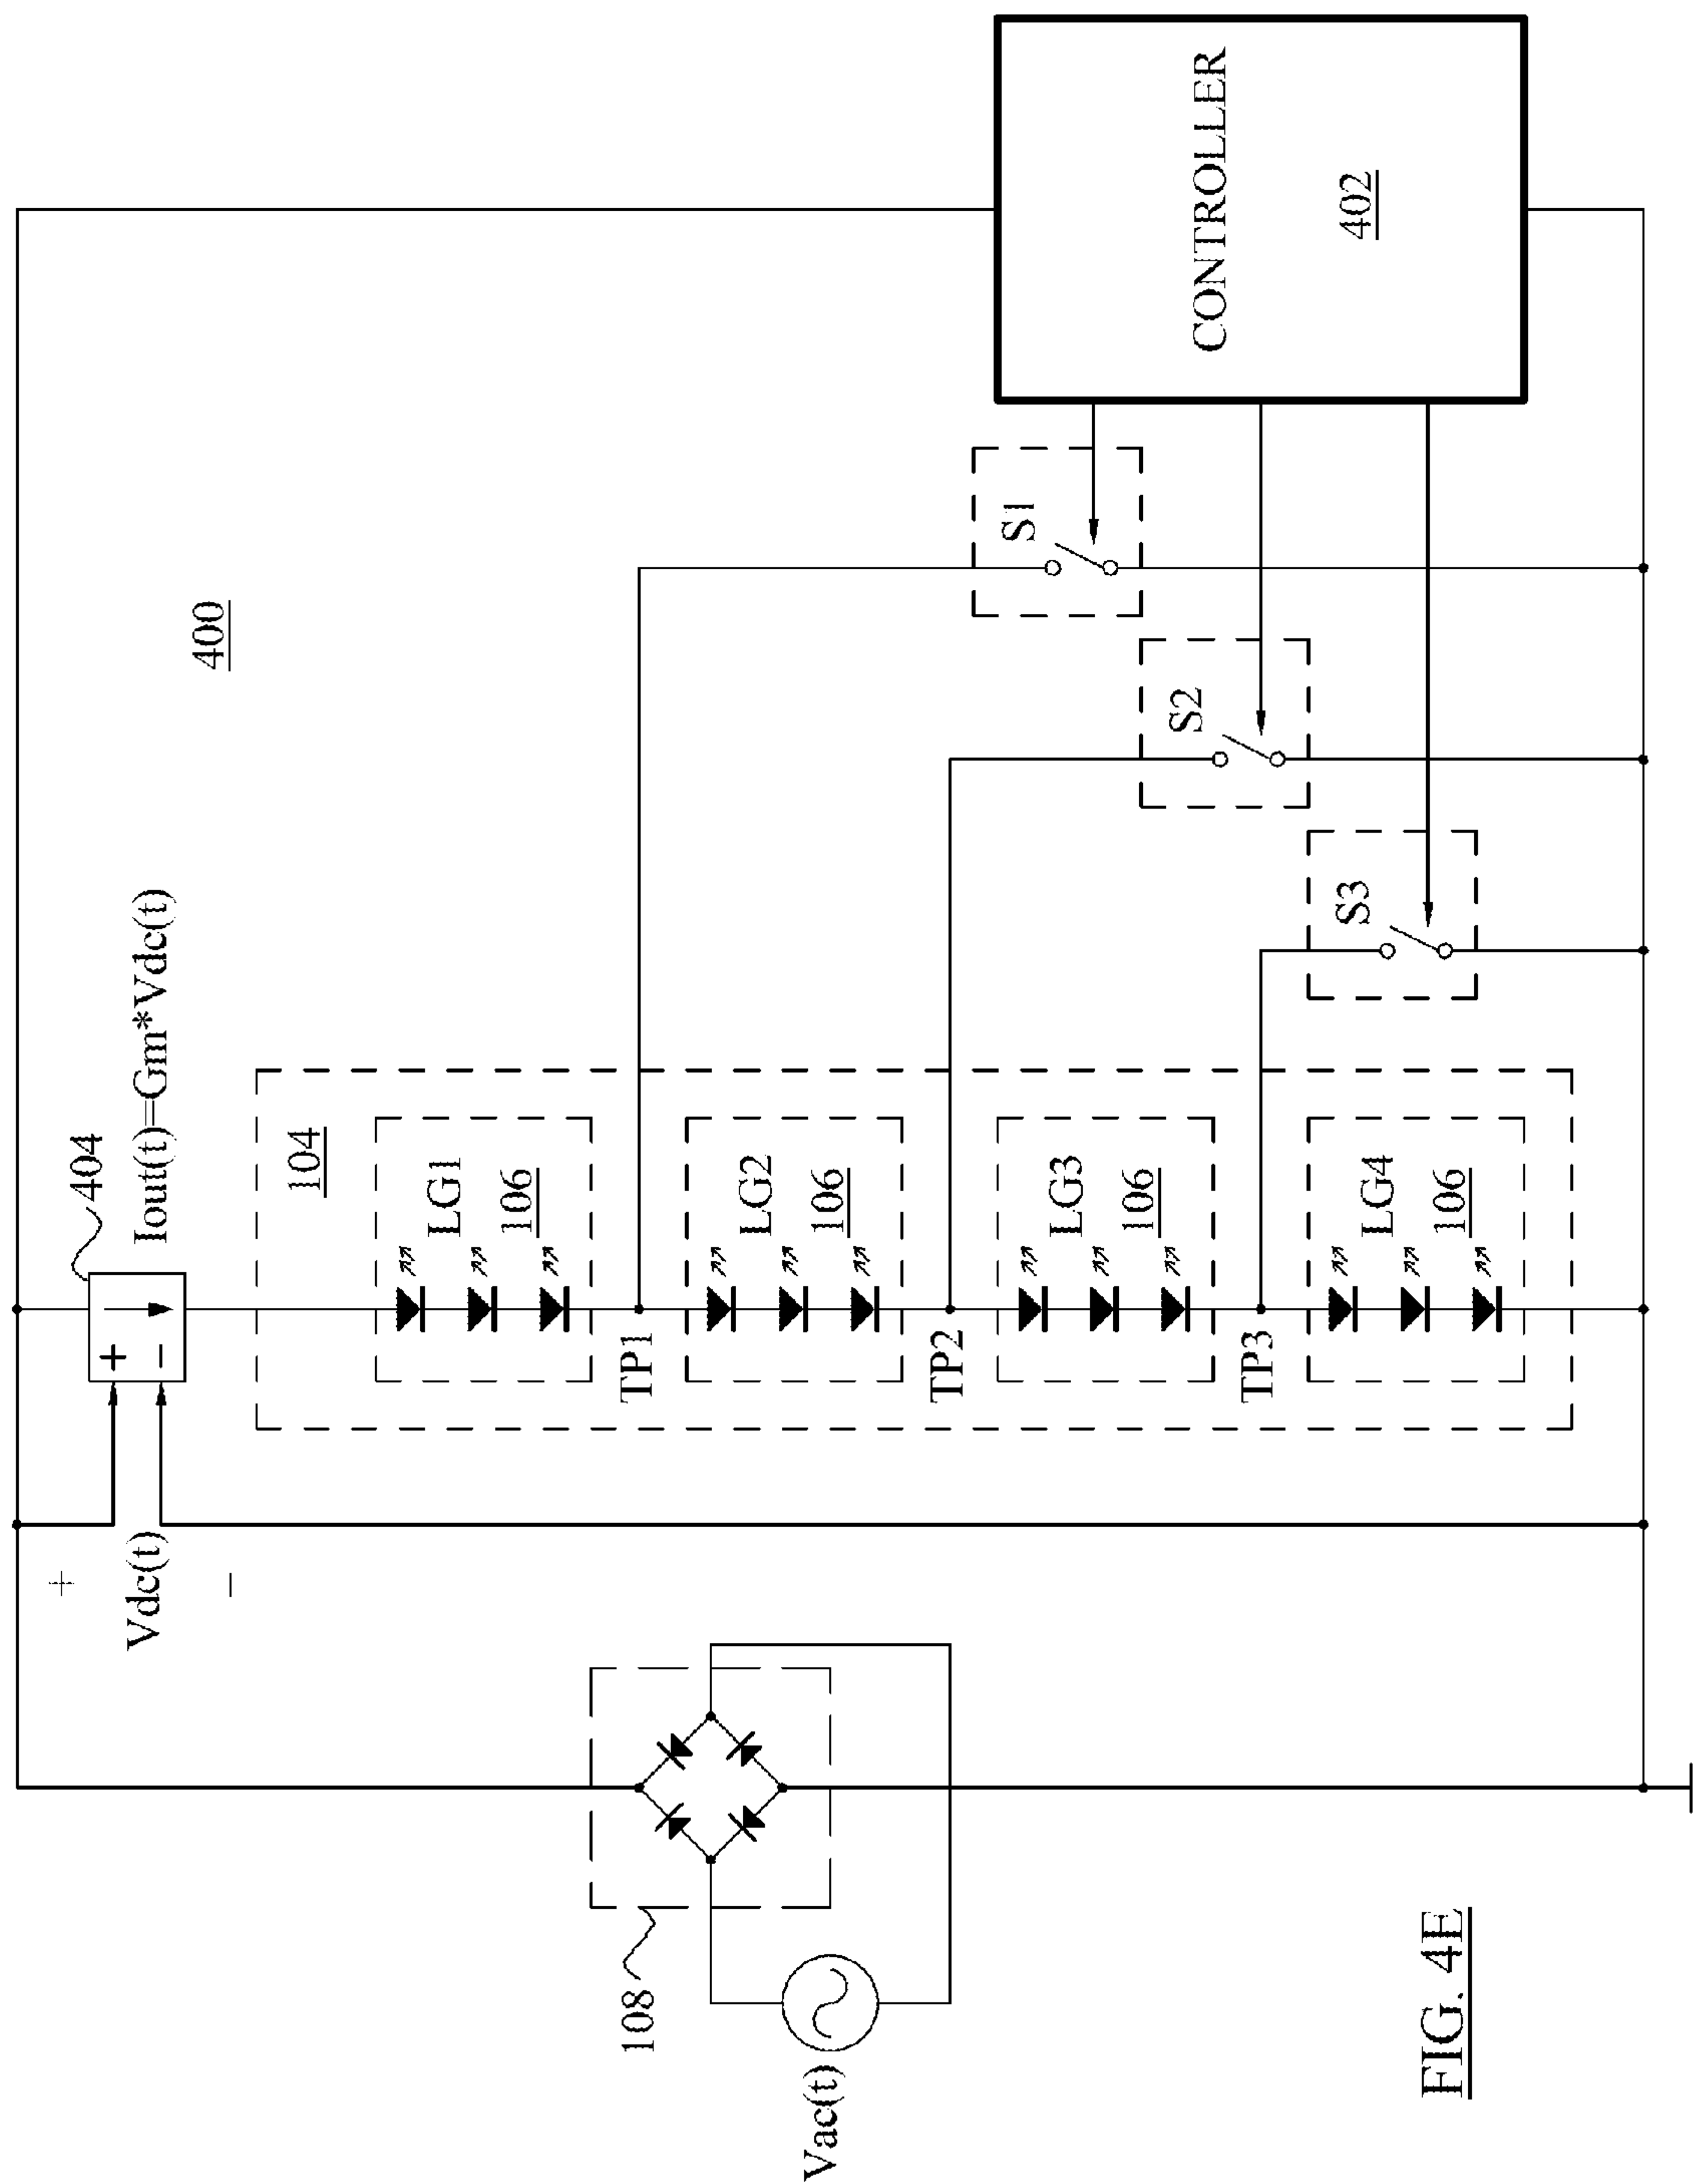 400
404
Iout(t)=Gm*Vdc(t)
+
Vdc(t)
−
+
−
104
LG1
106
TP1
LG2
106
TP2
LG3
106
TP3
LG4
106
S1
S2
S3
CONTROLLER
402
108
Vac(t)
FIG. 4E